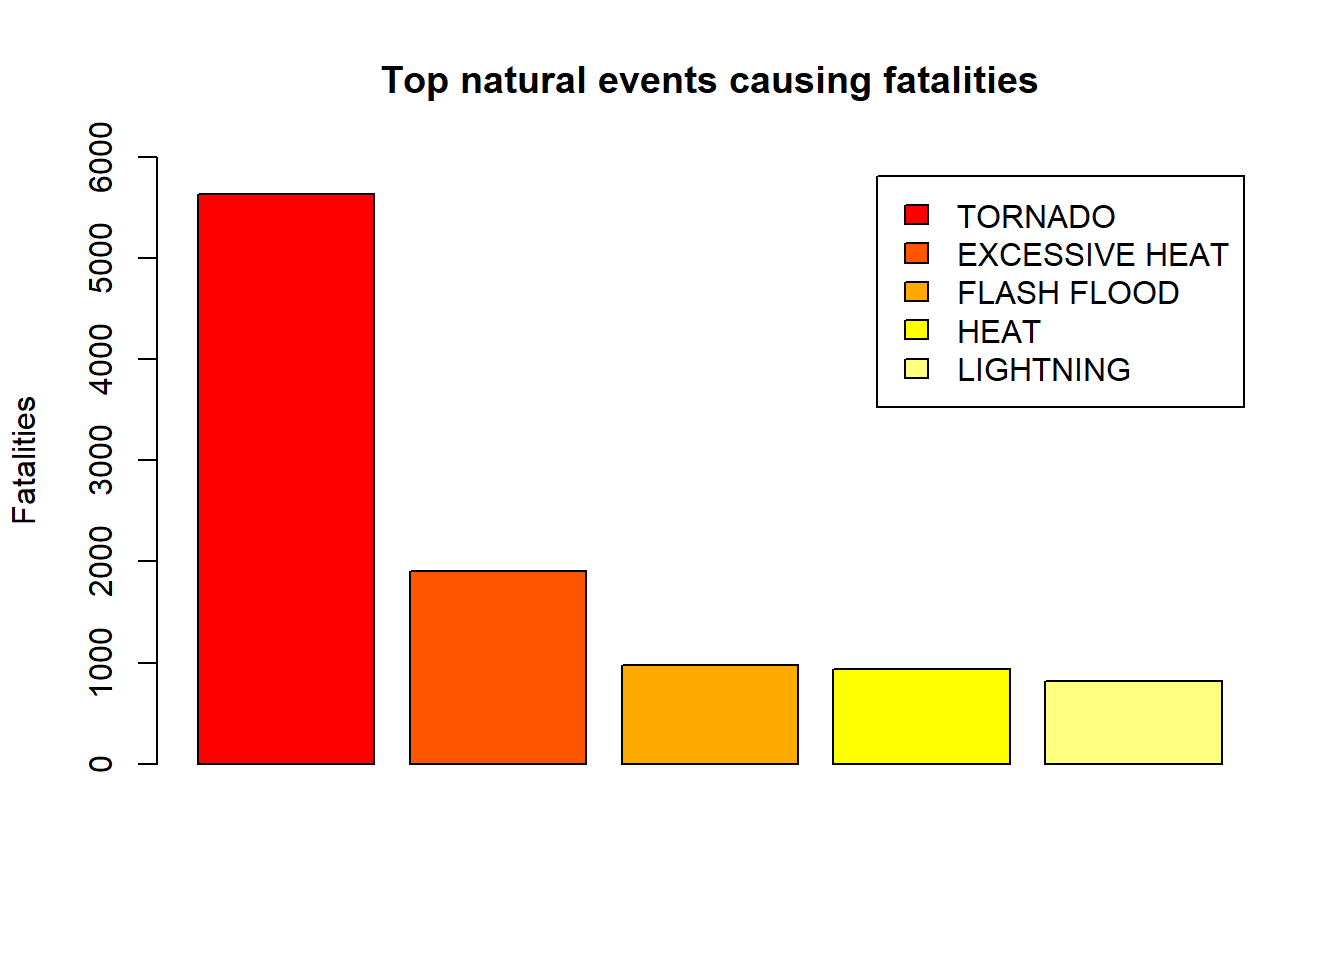 Top natural events causing fatalities
Fatalities
6000
5000
4000
3000
2000
1000
0
TORNADO
EXCESSIVE HEAT
FLASH FLOOD
HEAT
LIGHTNING